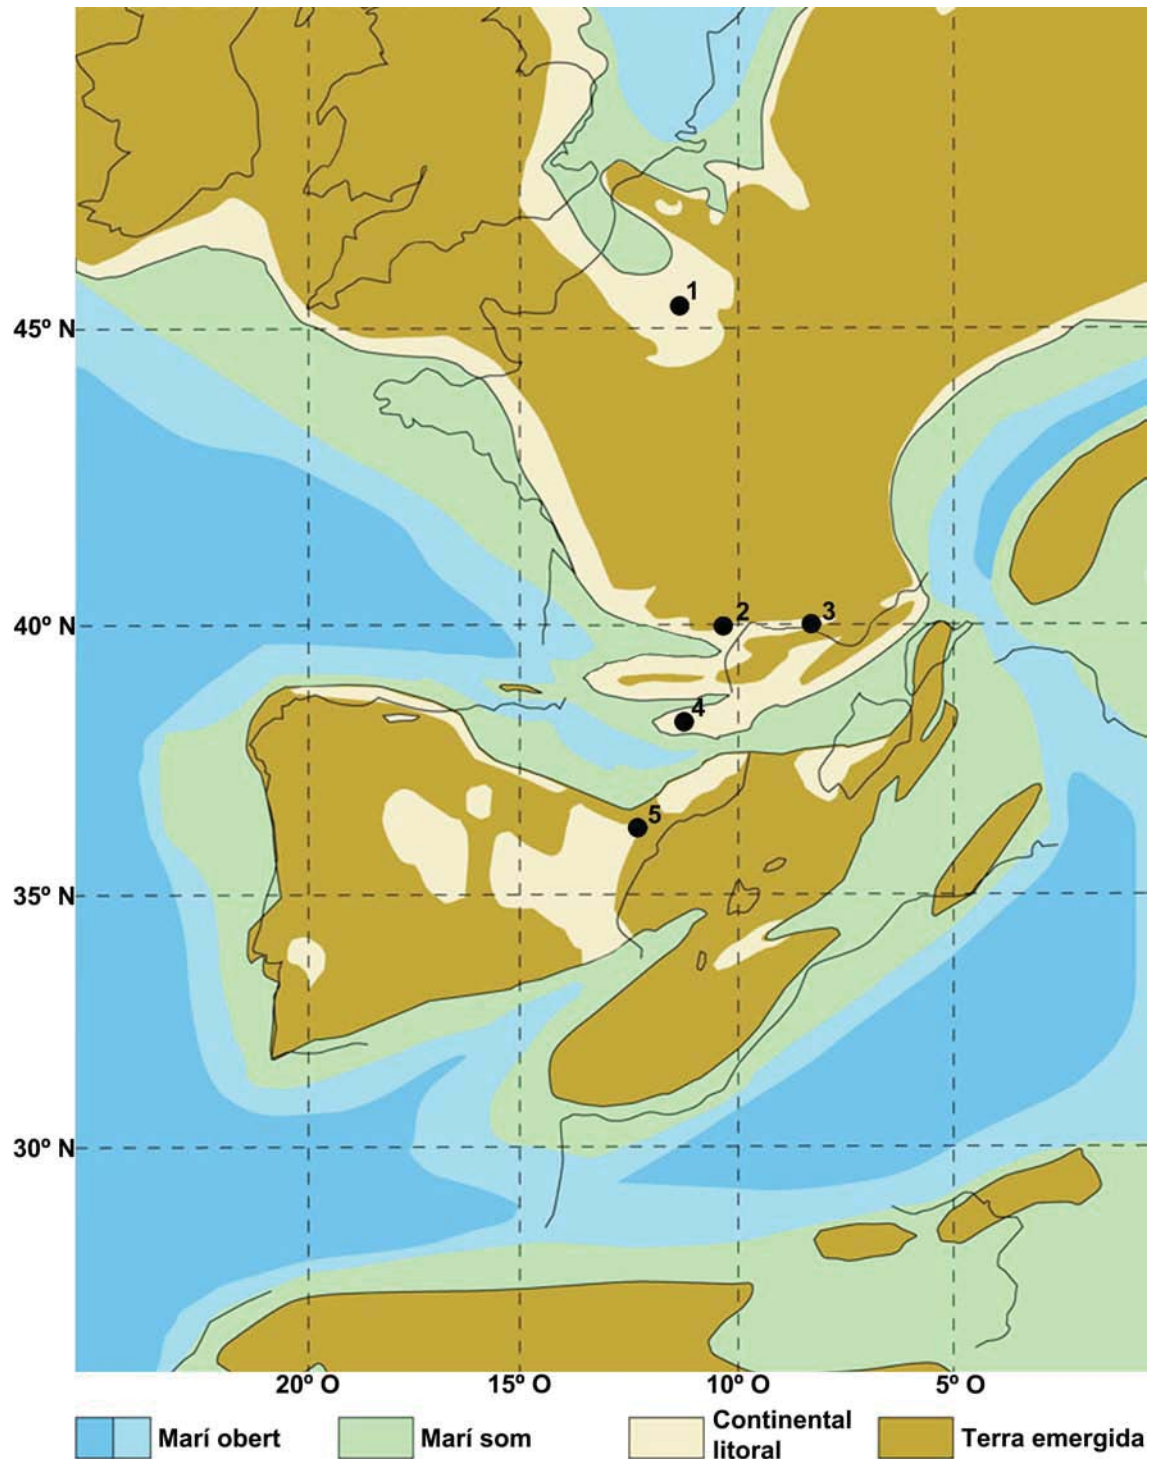 1
45º N
40º N
2
3
4
5
35º N
30º N
20º O
15º O
10º O
5º O
Marí obert
Marí som
Continental
litoral
Terra emergida